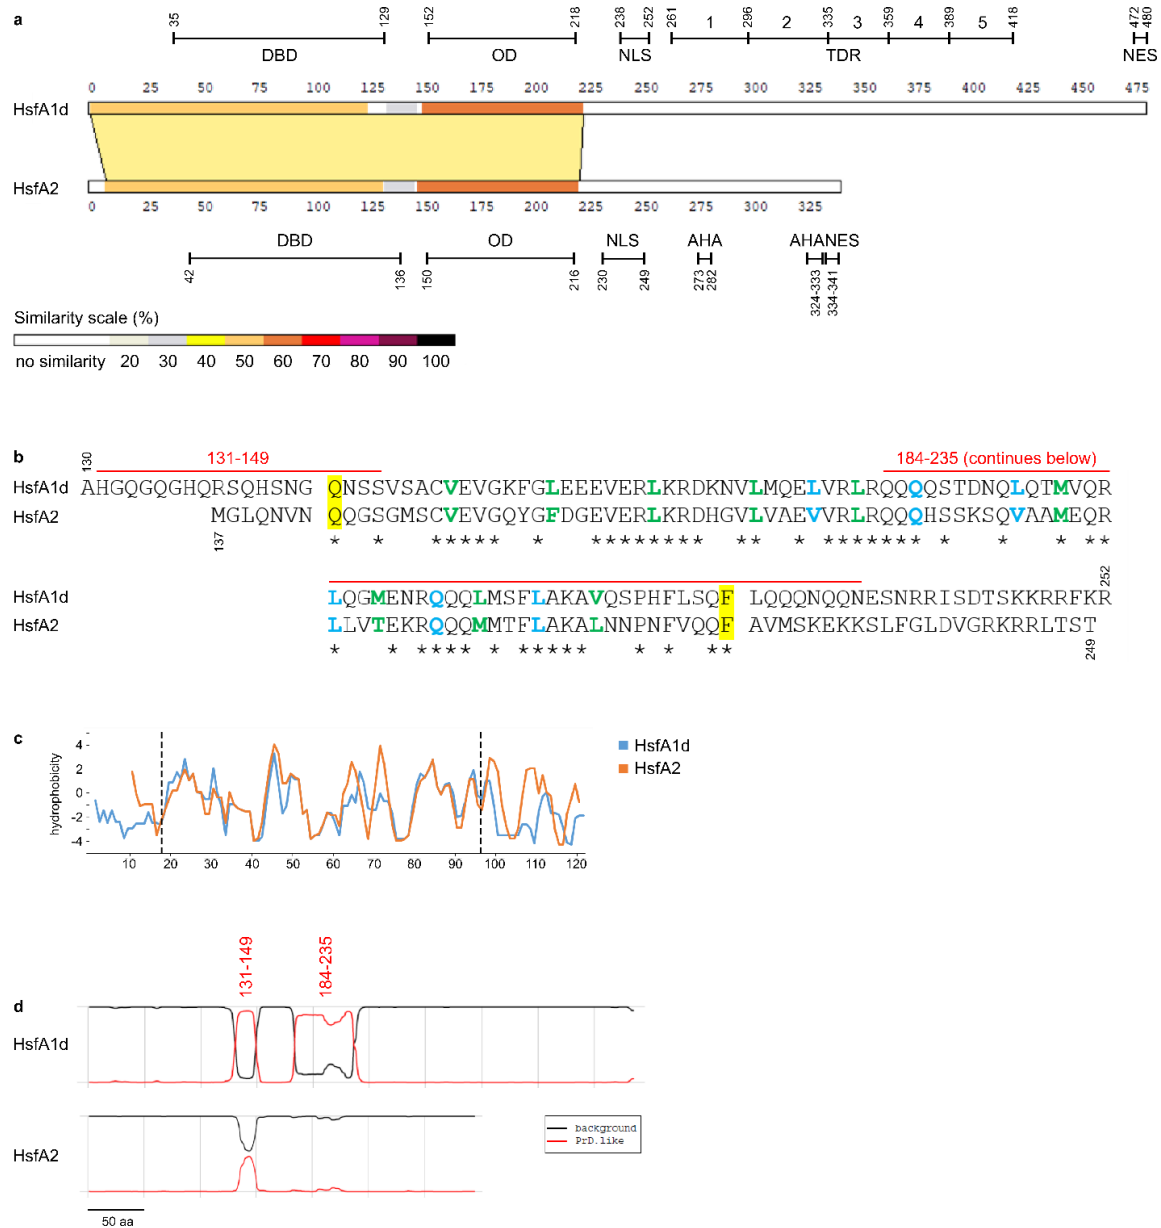 a
35 129 152 218 238 252 261 1 296 2 335 3 359 4 389 5 418 472 480
DBD OD NLS TDR NES
0 25 50 75 100 125 150 175 200 225 250 275 300 325 350 375 400 425 450 475
HsfA1d
HsfA2
0 25 50 75 100 125 150 175 200 225 250 275 300 325
DBD OD NLS AHA AHANES
42 136 150 216 230 249 273 282 324-333 334-341
Similarity scale (%)
no similarity 20 30 40 50 60 70 80 90 100
b
130 131-149 184-235 (continues below)
HsfA1d AHGQGQGHQRSQHSNG QNSSVSACVEVGKFGLEEEVERLKRDKNVLMQELVRLRQQQQSTDNQLQTMVQR
HsfA2 MGLQNVN QQGSGMSCVEVGQYGFDGEVERLKRDHGVLVAEVVRLRQQQHSSKSQVAAMEQR
137 * * * * * * * * * * * * * * * * * * * * * * * * * * * * *
252
HsfA1d LQGMENRQQQLMSFLAKAVQSPHFLSQF LQQQNQQNESNRRISDTSKKRRFKR
HsfA2 LLVTEKRQQQMMTFLAKALNNPNFVQQF AVMSKEKKSLFGLDVGRKRRLTST
* * * * * * * * * * * * * * * * 249
c
hydrophobicity
4
2
0
-2
-4
10 20 30 40 50 60 70 80 90 100 110 120
HsfA1d
HsfA2
131-149 184-235
d
HsfA1d
HsfA2
background
PrD.like
50 aa